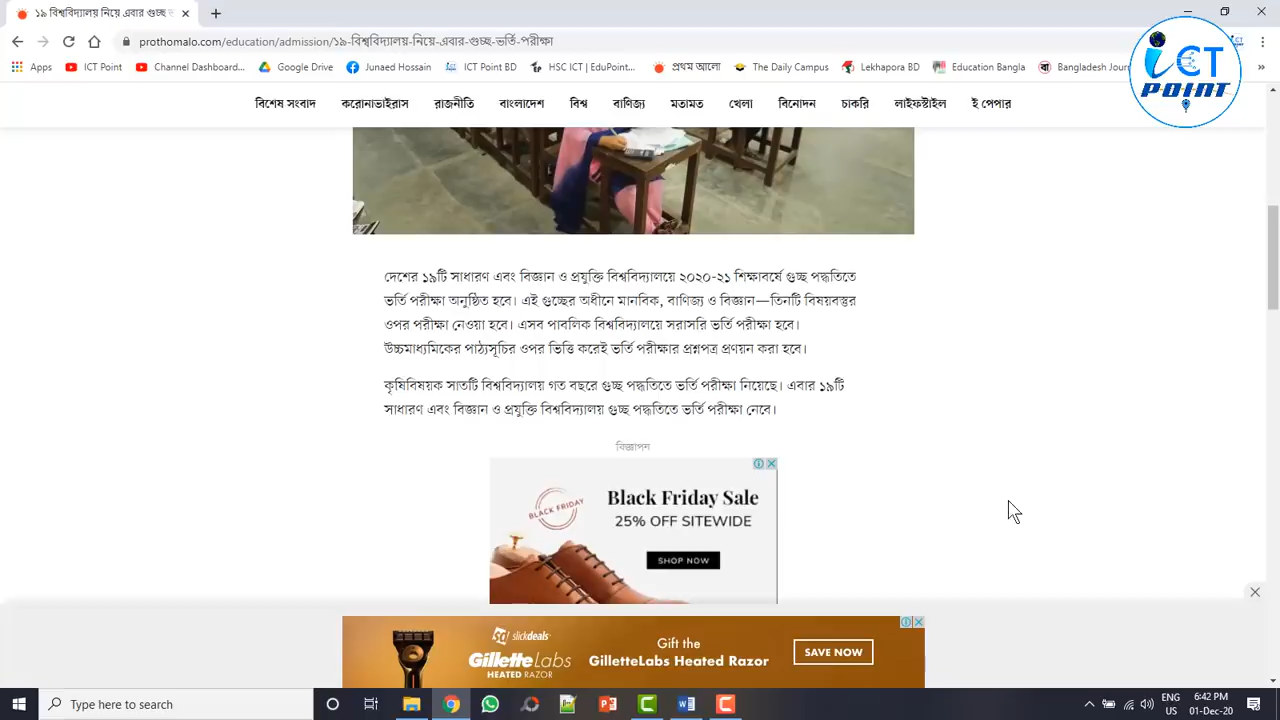 ১৯ বিশ্ববিদ্যালয় নিয়ে এবার গুচ্ছ ভ
prothomalo.com/education/admission/১৯-বিশ্ববিদ্যালয়-নিয়ে-এবার-গুচ্ছ-ভর্তি-পরীক্ষা
Apps ICT Point Channel Dashboard... Google Drive Junaed Hossain ICT Point BD HSC ICT | EduPoint... প্রথম আলো The Daily Campus Lekhapora BD Education Bangla Bangladesh Jour
iCT
POINT
বিশেষ সংবাদ করোনাভাইরাস রাজনীতি বাংলাদেশ বিশ্ব বাণিজ্য মতামত খেলা বিনোদন চাকরি লাইফস্টাইল ই পেপার
দেশের ১৯টি সাধারণ এবং বিজ্ঞান ও প্রযুক্তি বিশ্ববিদ্যালয়ে ২০২০-২১ শিক্ষাবর্ষে গুচ্ছ পদ্ধতিতে
ভর্তি পরীক্ষা অনুষ্ঠিত হবে। এই গুচ্ছের অধীনে মানবিক, বাণিজ্য ও বিজ্ঞান—তিনটি বিষয়বস্তুর
ওপর পরীক্ষা নেওয়া হবে। এসব পাবলিক বিশ্ববিদ্যালয়ে সরাসরি ভর্তি পরীক্ষা হবে।
উচ্চমাধ্যমিকের পাঠ্যসূচির ওপর ভিত্তি করেই ভর্তি পরীক্ষার প্রশ্নপত্র প্রণয়ন করা হবে।
কৃষিবিষয়ক সাতটি বিশ্ববিদ্যালয় গত বছরে গুচ্ছ পদ্ধতিতে ভর্তি পরীক্ষা নিয়েছে। এবার ১৯টি
সাধারণ এবং বিজ্ঞান ও প্রযুক্তি বিশ্ববিদ্যালয় গুচ্ছ পদ্ধতিতে ভর্তি পরীক্ষা নেবে।
বিজ্ঞাপন
BLACK FRIDAY
Black Friday Sale
25% OFF SITEWIDE
SHOP NOW
sd slickdeals
GilletteLabs
HEATED RAZOR
Gift the
GilletteLabs Heated Razor
SAVE NOW
Type here to search
ENG
US
6:42 PM
01-Dec-20